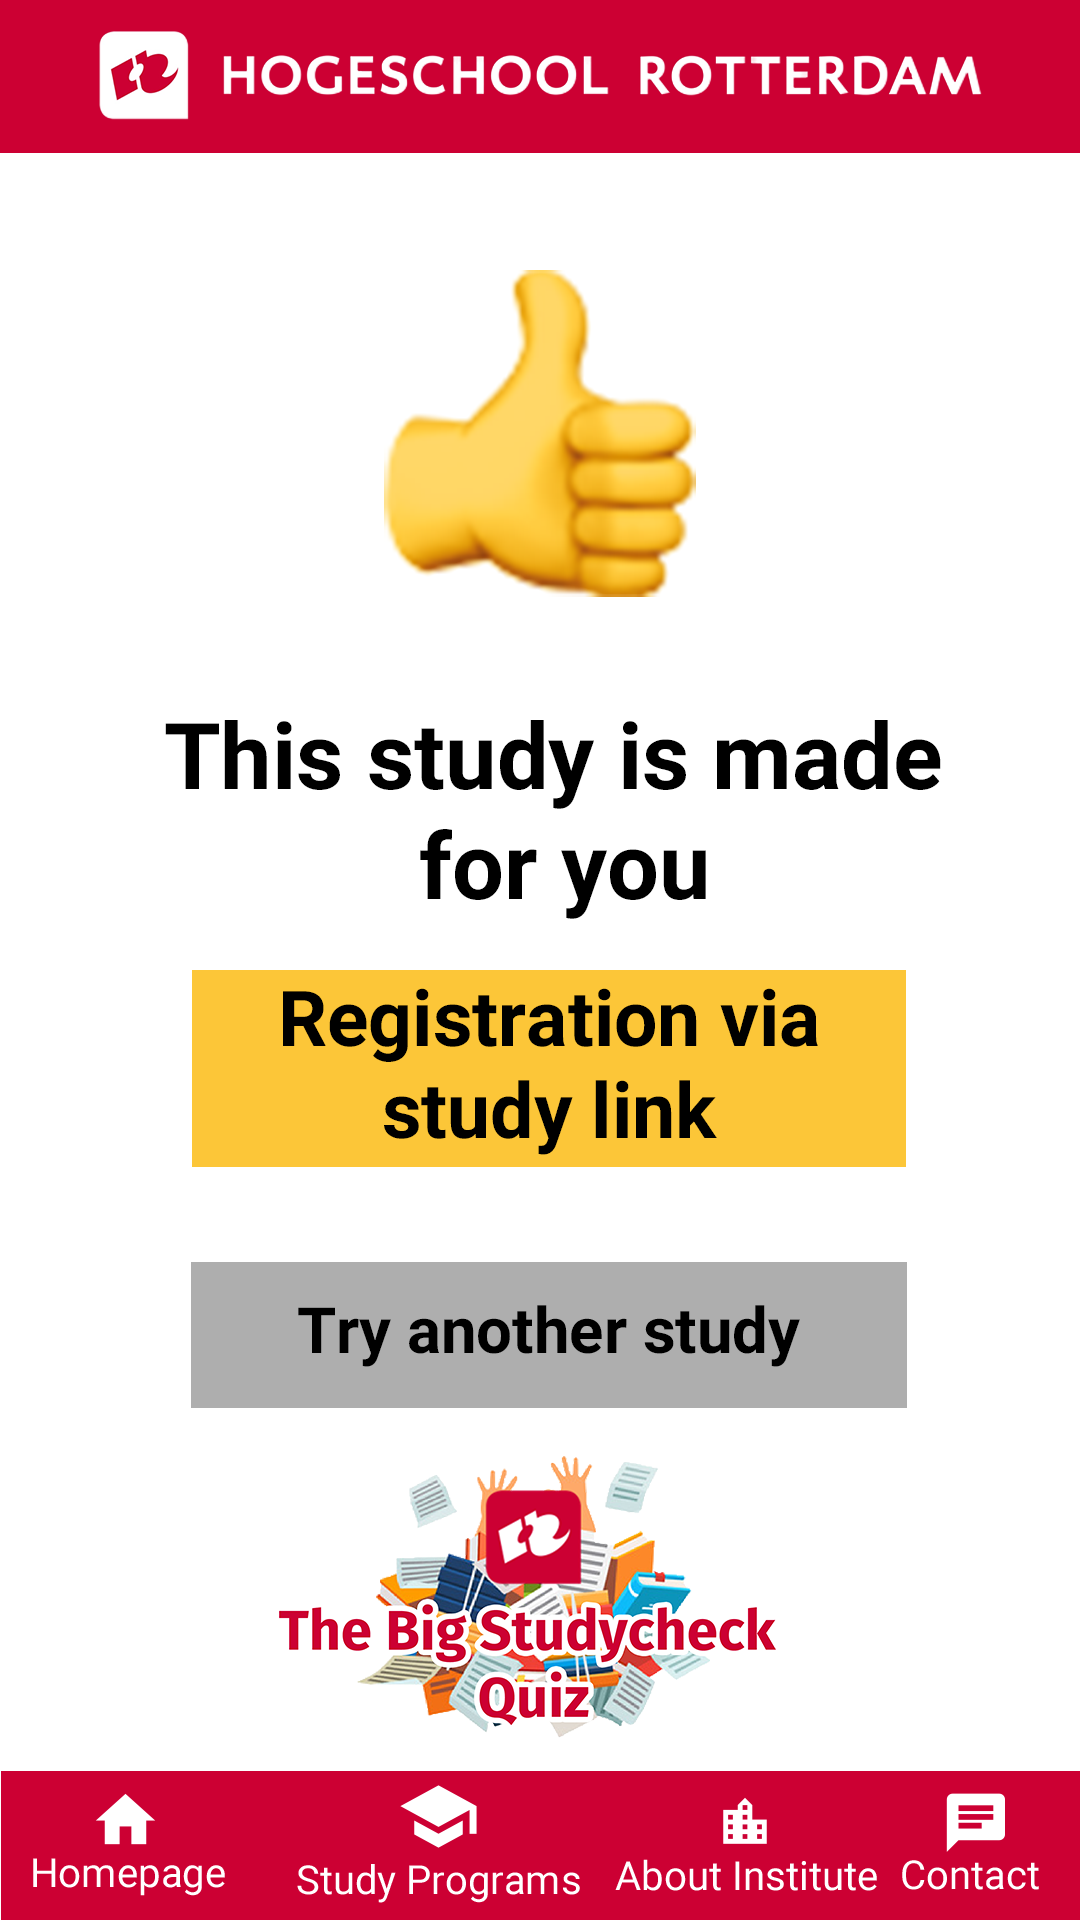 HOGESCHOOL ROTTERDAM
This study is made
for you
Registration via
study link
Try another study
The Big Studycheck
Quiz
Homepage
Study Programs
About Institute
Contact